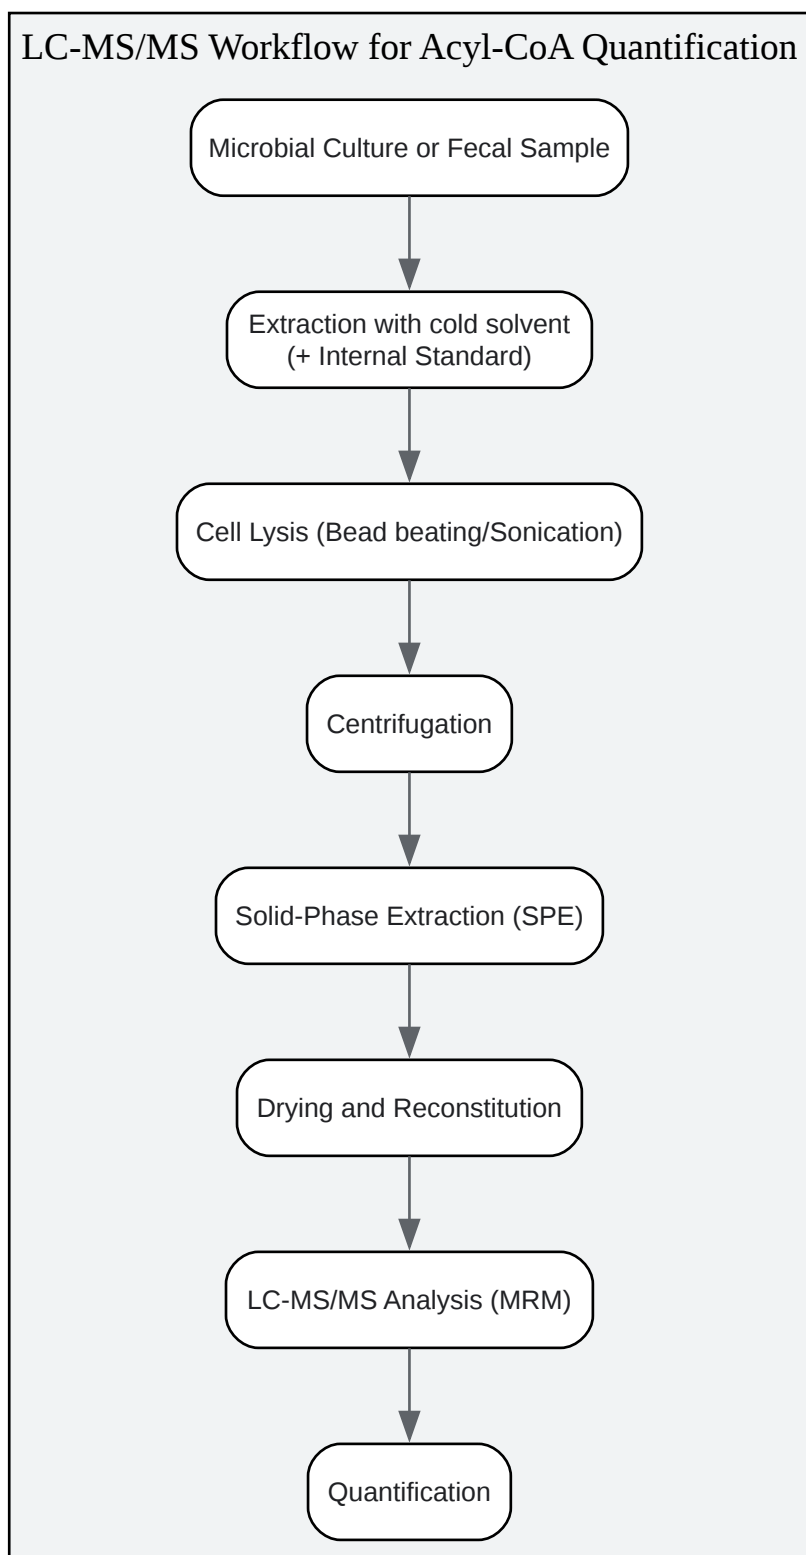 LC-MS/MS Workflow for Acyl-CoA Quantification
Microbial Culture or Fecal Sample
Extraction with cold solvent
(+ Internal Standard)
Cell Lysis (Bead beating/Sonication)
Centrifugation
Solid-Phase Extraction (SPE)
Drying and Reconstitution
LC-MS/MS Analysis (MRM)
Quantification